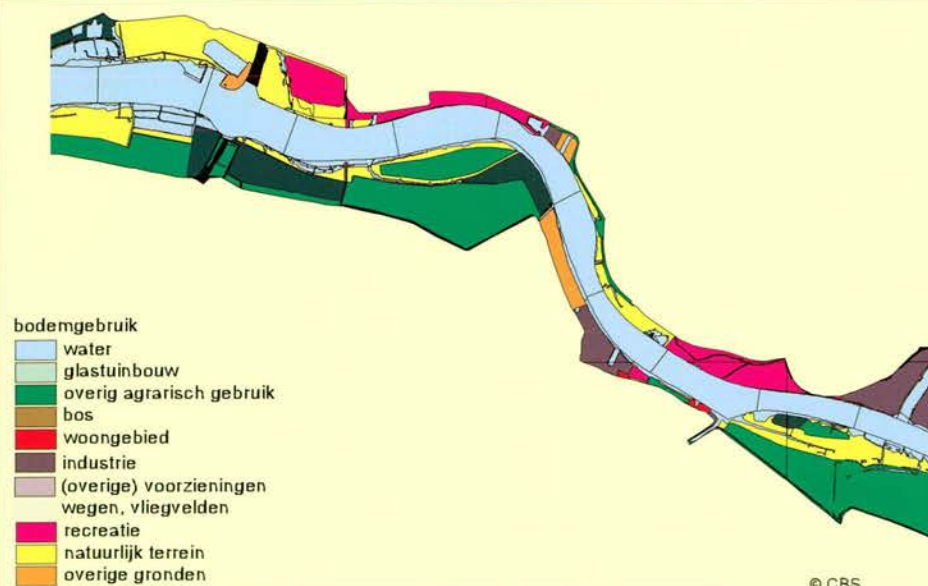 bodemgebruik
water
glastuinbouw
overig agrarisch gebruik
bos
woongebied
industrie
(overige) voorzieningen
wegen, vliegvelden
recreatie
natuurlijk terrein
overige gronden
© CBS